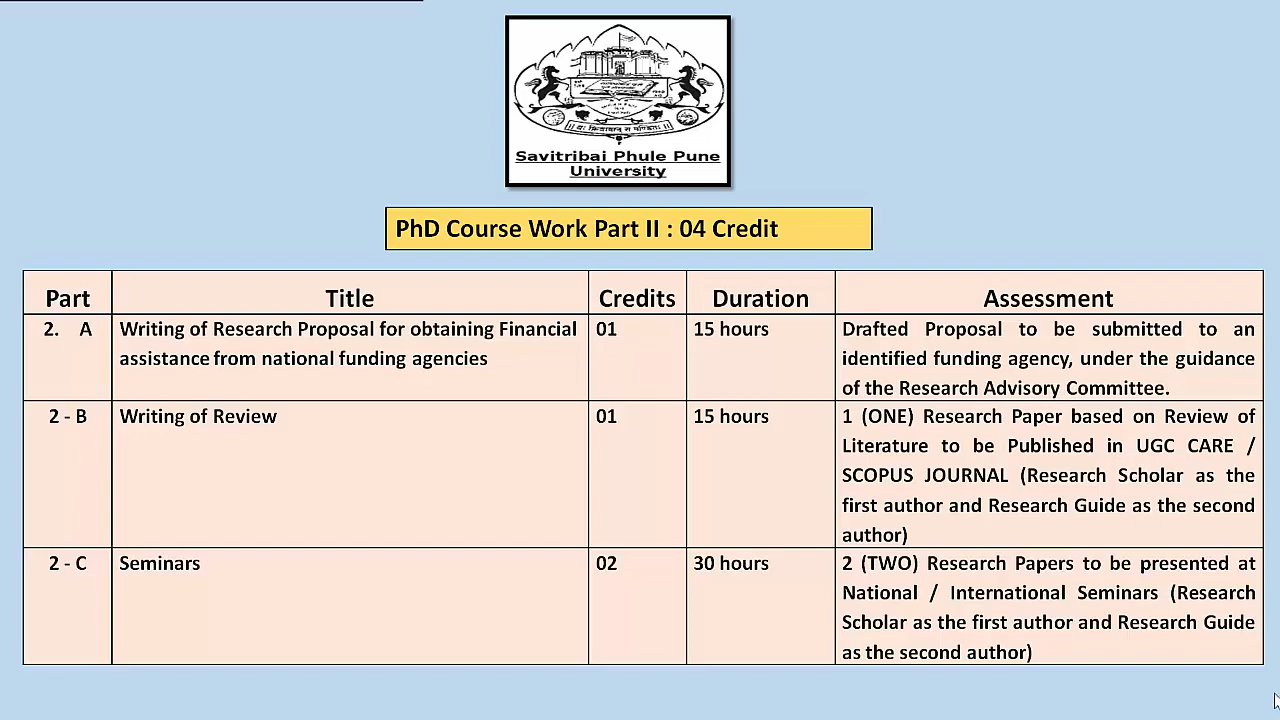 Savitribai Phule Pune
University
PhD Course Work Part II : 04 Credit
Part Title Credits Duration Assessment
2. A Writing of Research Proposal for obtaining Financial 01 15 hours Drafted Proposal to be submitted to an
assistance from national funding agencies identified funding agency, under the guidance
of the Research Advisory Committee.
2 - B Writing of Review 01 15 hours 1 (ONE) Research Paper based on Review of
Literature to be Published in UGC CARE /
SCOPUS JOURNAL (Research Scholar as the
first author and Research Guide as the second
author)
2 - C Seminars 02 30 hours 2 (TWO) Research Papers to be presented at
National / International Seminars (Research
Scholar as the first author and Research Guide
as the second author)